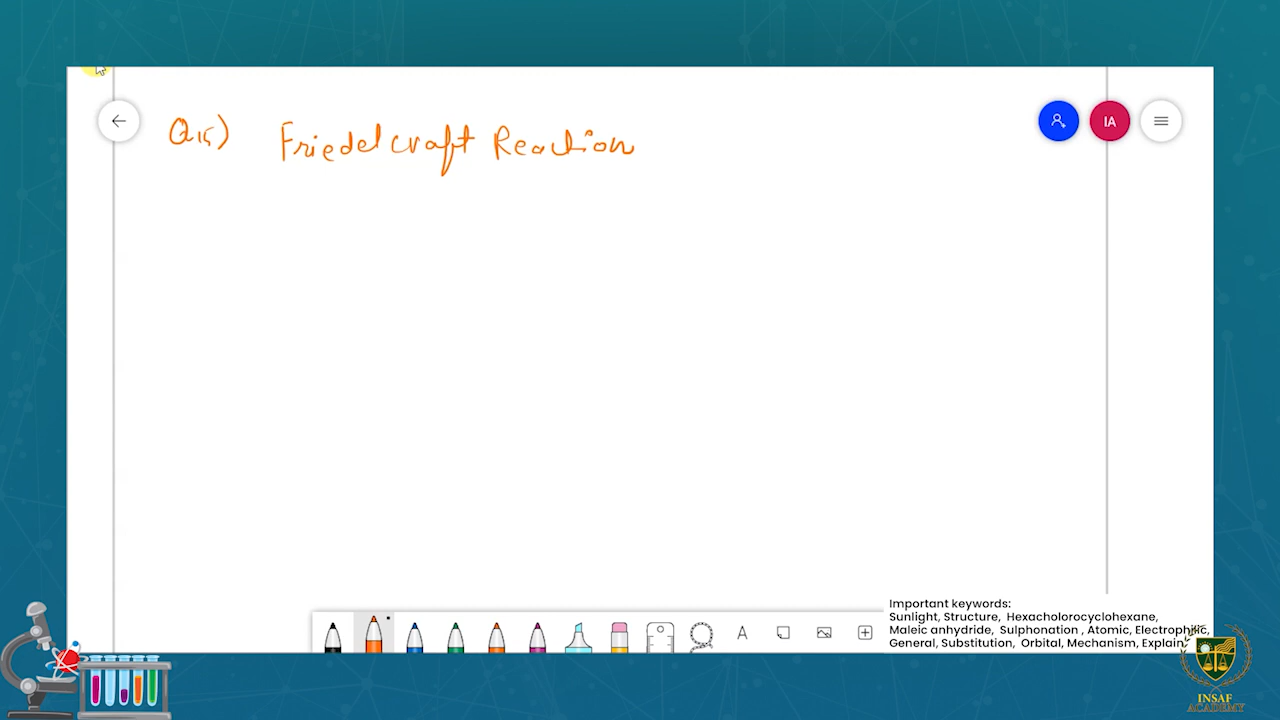 Q15) Friedelcraft Reaction
IA
A
Important keywords:
Sunlight, Structure, Hexacholorocyclohexane,
Maleic anhydride, Sulphonation , Atomic, Electrophilic,
General, Substitution, Orbital, Mechanism, Explain
INSAF
ACADEMY